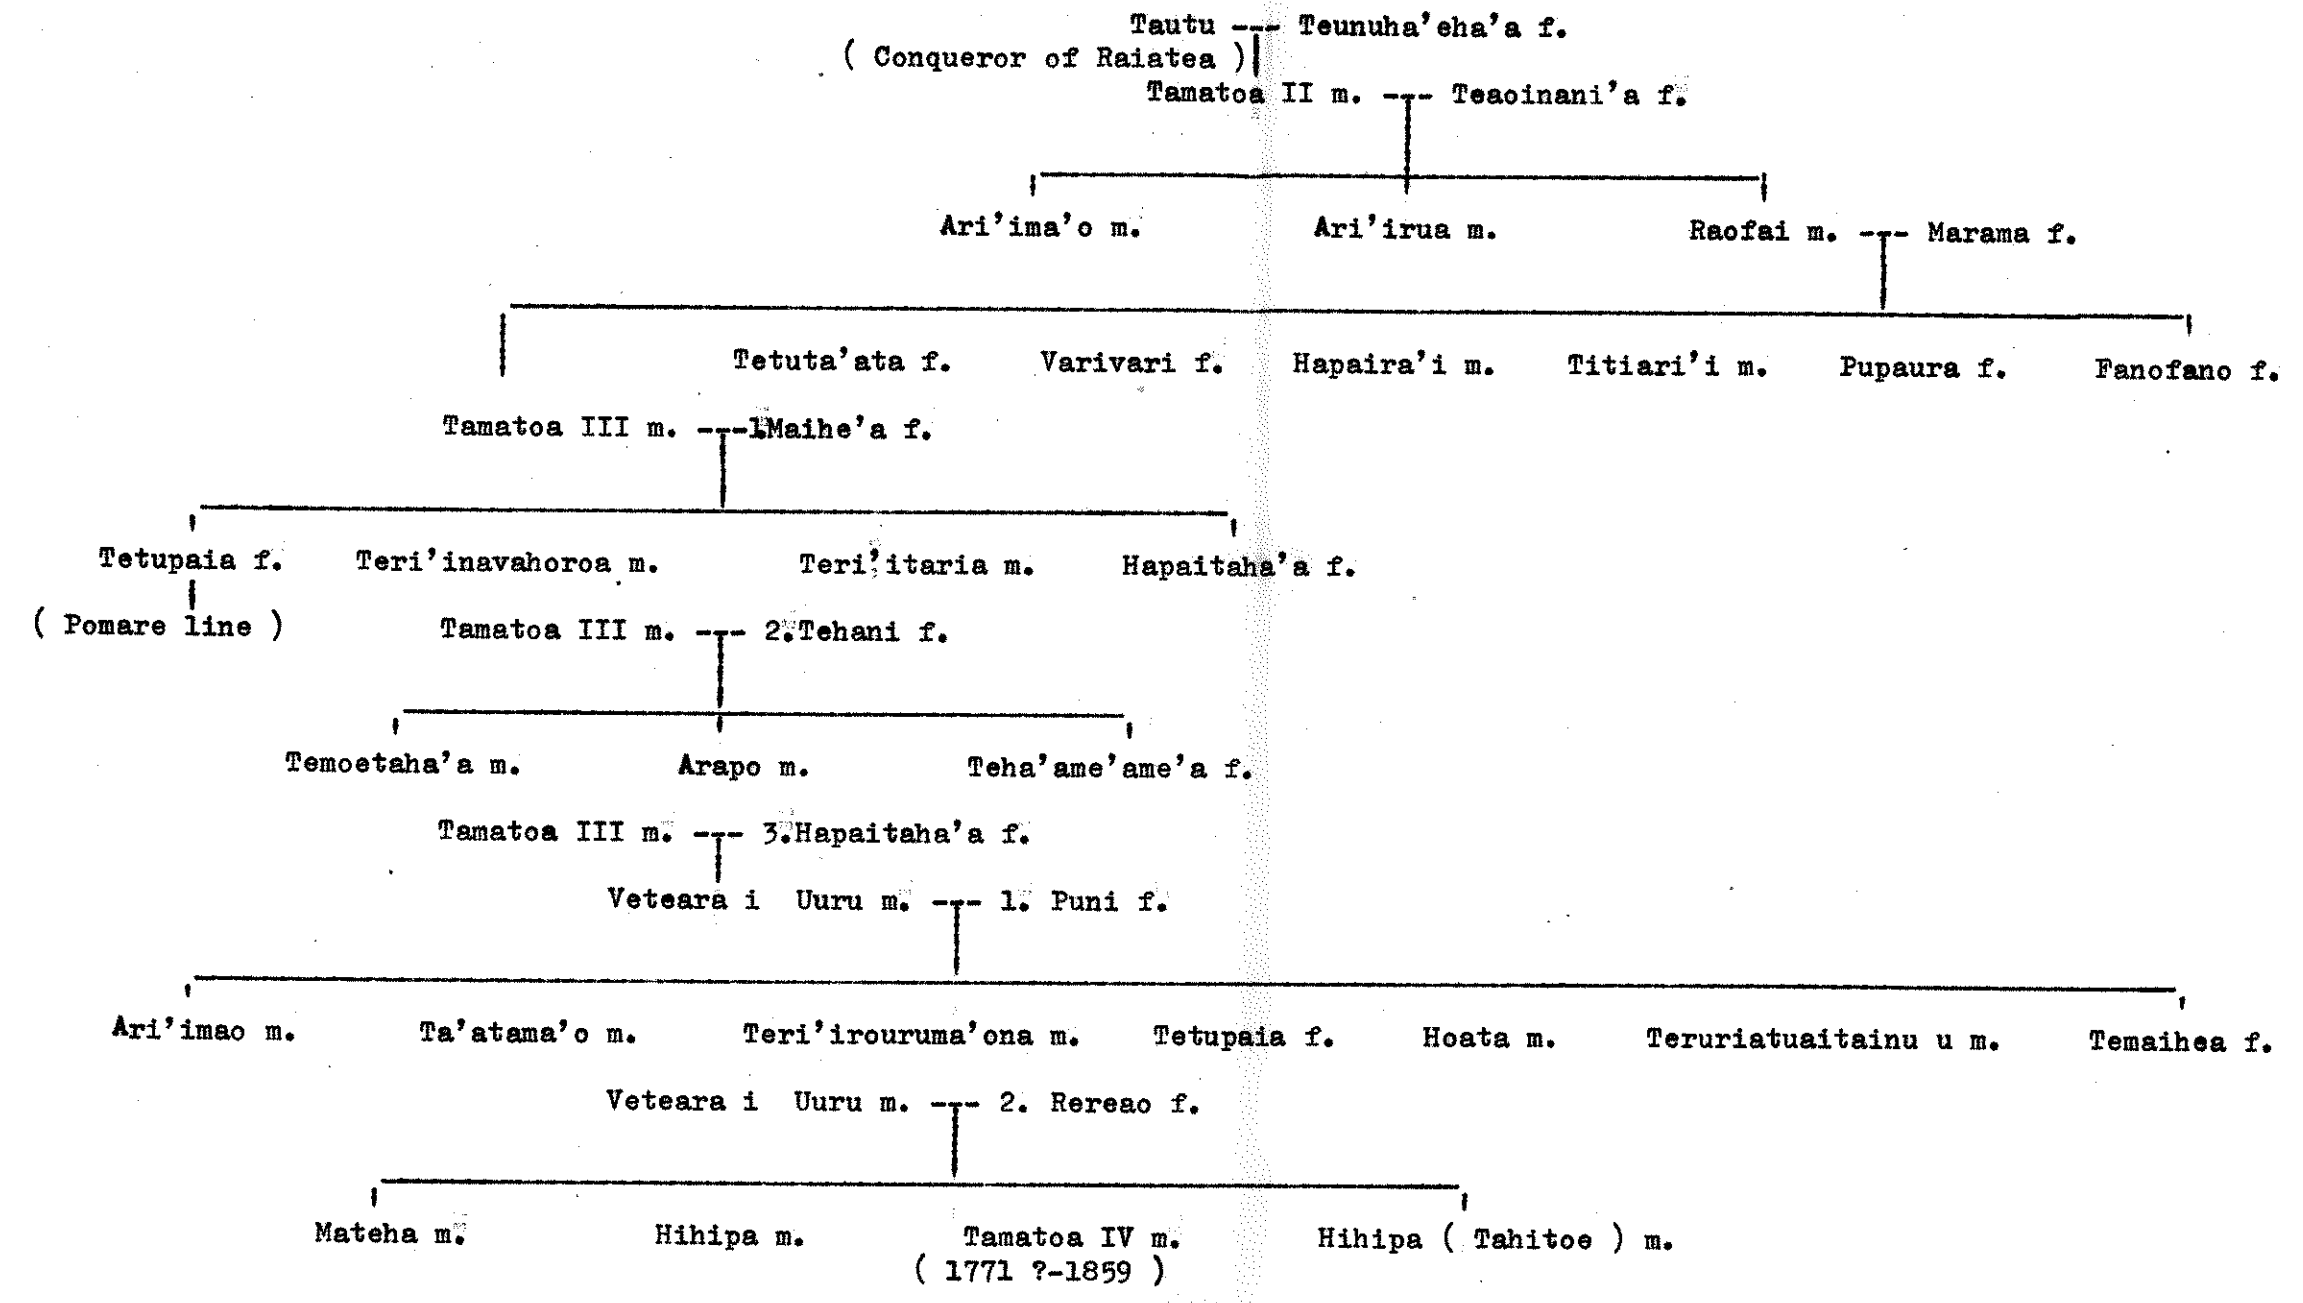 Tautu --- Teunuha'eha'a f.
( Conqueror of Raiatea )
Tamatoa II m. --- Teaoinani'a f.
Ari'ima'o m. Ari'irua m. Raofai m. --- Marama f.
Tetuta'ata f. Varivari f. Hapaira'i m. Titiari'i m. Pupaura f. Fanofano f.
Tamatoa III m. ---1.Maihe'a f.
Tetupaia f. Teri'inavahoroa m. Teri'itaria m. Hapaitaha'a f.
( Pomare line ) Tamatoa III m. --- 2.Tehani f.
Temoetaha'a m. Arapo m. Teha'ame'ame'a f.
Tamatoa III m. --- 3.Hapaitaha'a f.
Veteara i Uuru m. --- 1. Puni f.
Ari'imao m. Ta'atama'o m. Teri'irouruma'ona m. Tetupaia f. Hoata m. Teruriatuaitainu u m. Temaihea f.
Veteara i Uuru m. --- 2. Rereao f.
Mateha m. Hihipa m. Tamatoa IV m. Hihipa ( Tahitoe ) m.
( 1771 ?-1859 )